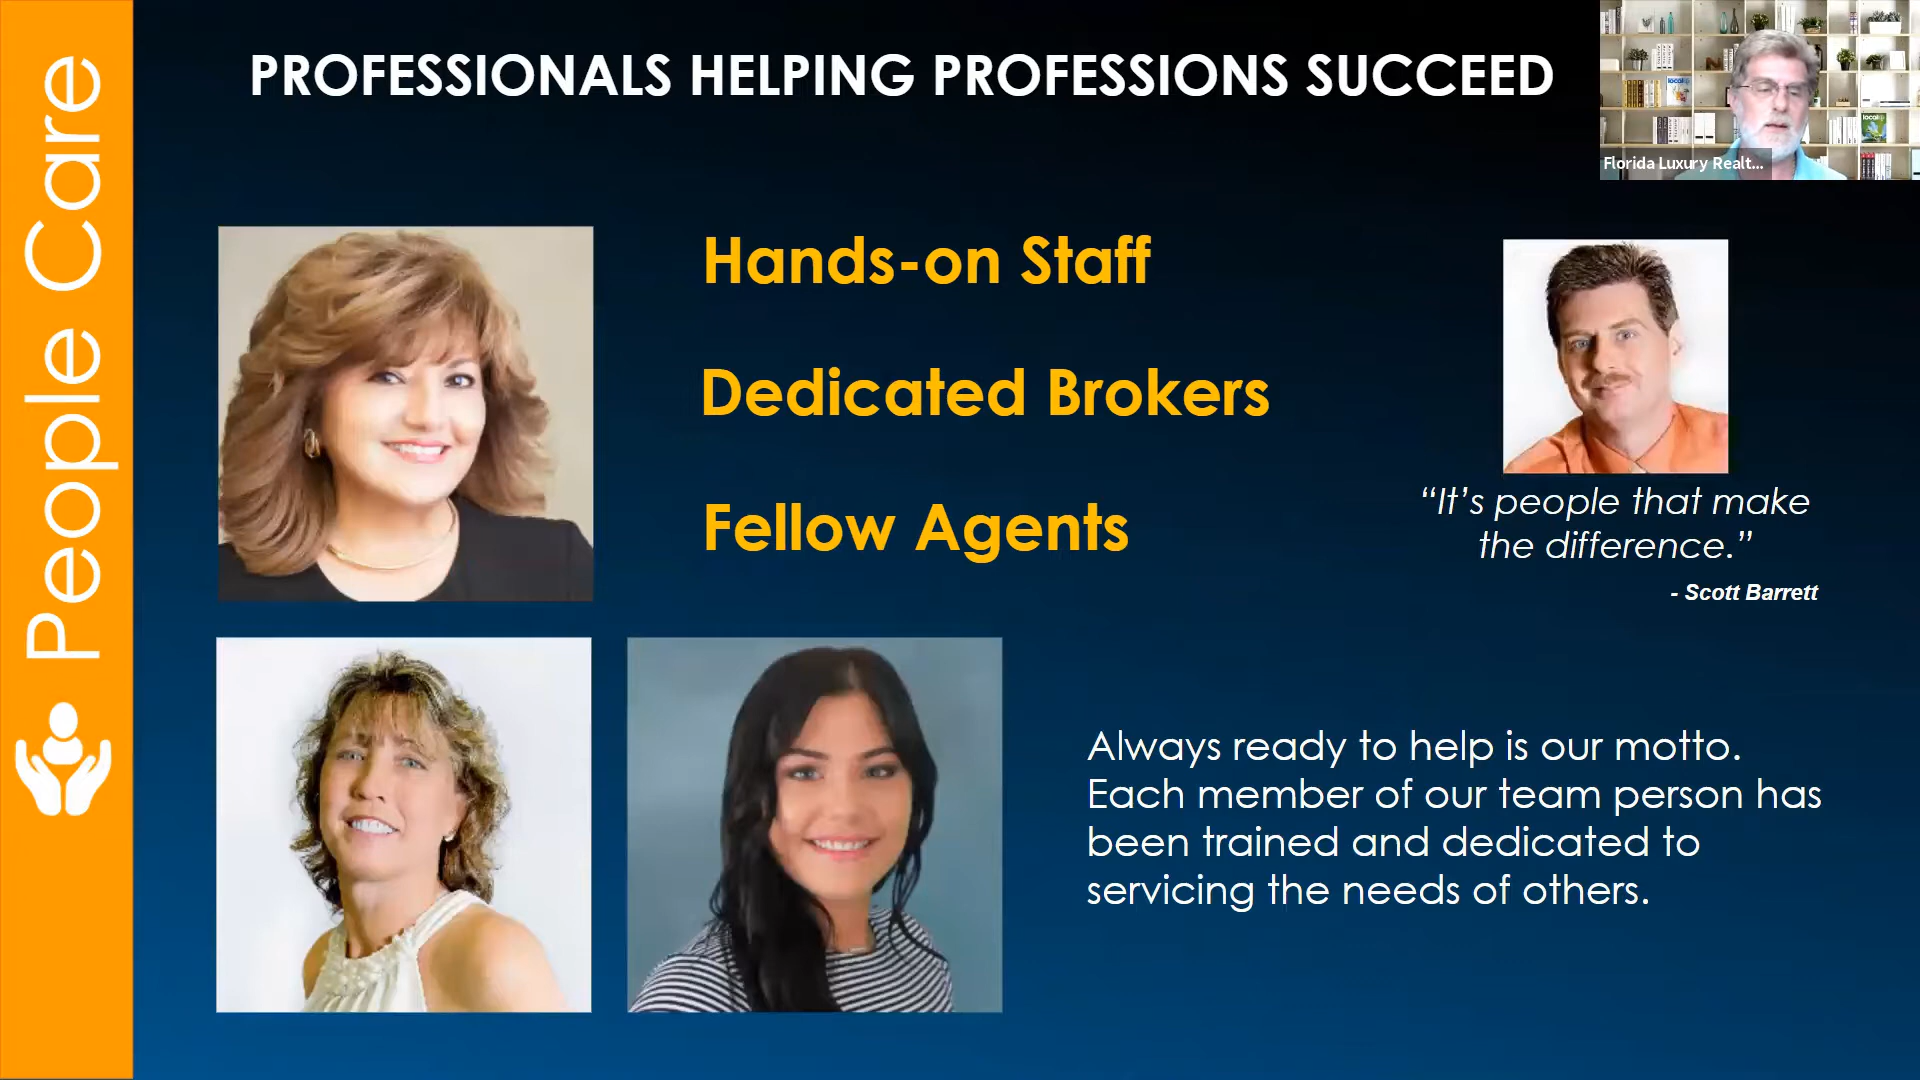 People Care
PROFESSIONALS HELPING PROFESSIONS SUCCEED
Florida Luxury Realt...
Hands-on Staff
Dedicated Brokers
Fellow Agents
“It’s people that make
the difference.”
- Scott Barrett
Always ready to help is our motto.
Each member of our team person has
been trained and dedicated to
servicing the needs of others.
local
local